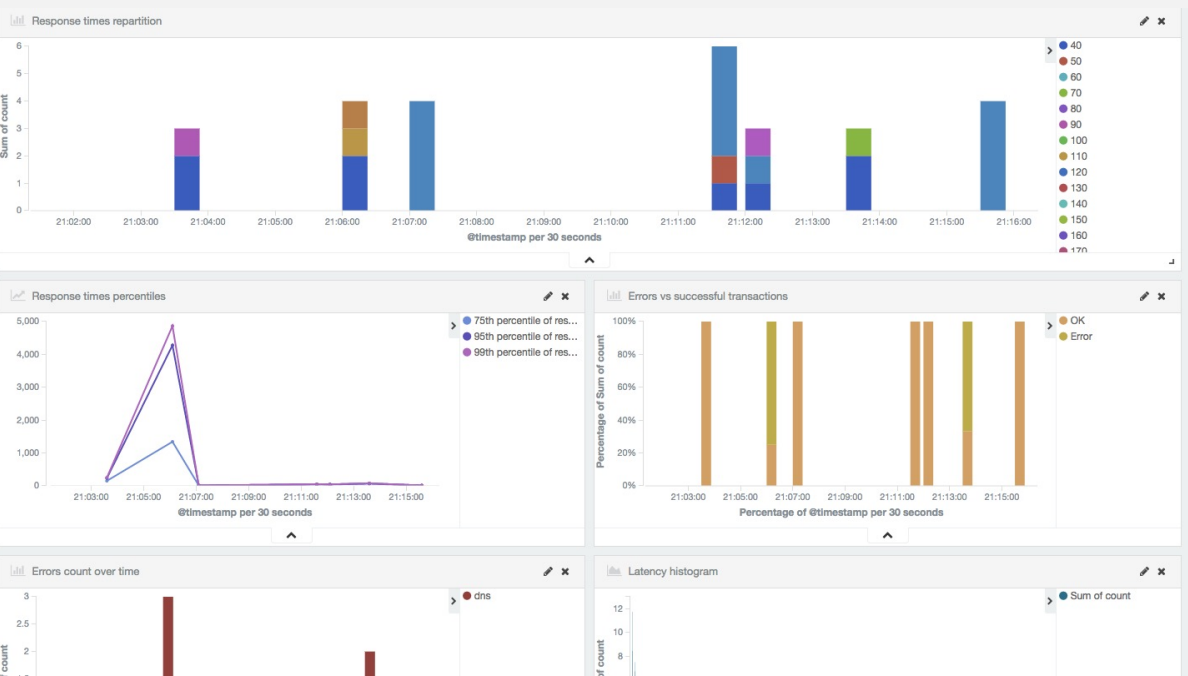 Response times repartition
6
5
4
3
2
1
0
Sum of count
21:02:00 21:03:00 21:04:00 21:05:00 21:06:00 21:07:00 21:08:00 21:09:00 21:10:00 21:11:00 21:12:00 21:13:00 21:14:00 21:15:00 21:16:00
@timestamp per 30 seconds
40
50
60
70
80
90
100
110
120
130
140
150
160
170
Response times percentiles
5,000
4,000
3,000
2,000
1,000
0
21:03:00 21:05:00 21:07:00 21:09:00 21:11:00 21:13:00 21:15:00
@timestamp per 30 seconds
75th percentile of res...
95th percentile of res...
99th percentile of res...
Errors vs successful transactions
100%
80%
60%
40%
20%
0%
Percentage of Sum of count
21:03:00 21:05:00 21:07:00 21:09:00 21:11:00 21:13:00 21:15:00
Percentage of @timestamp per 30 seconds
OK
Error
Errors count over time
3
2.5
2
count
dns
Latency histogram
12
10
8
of count
Sum of count